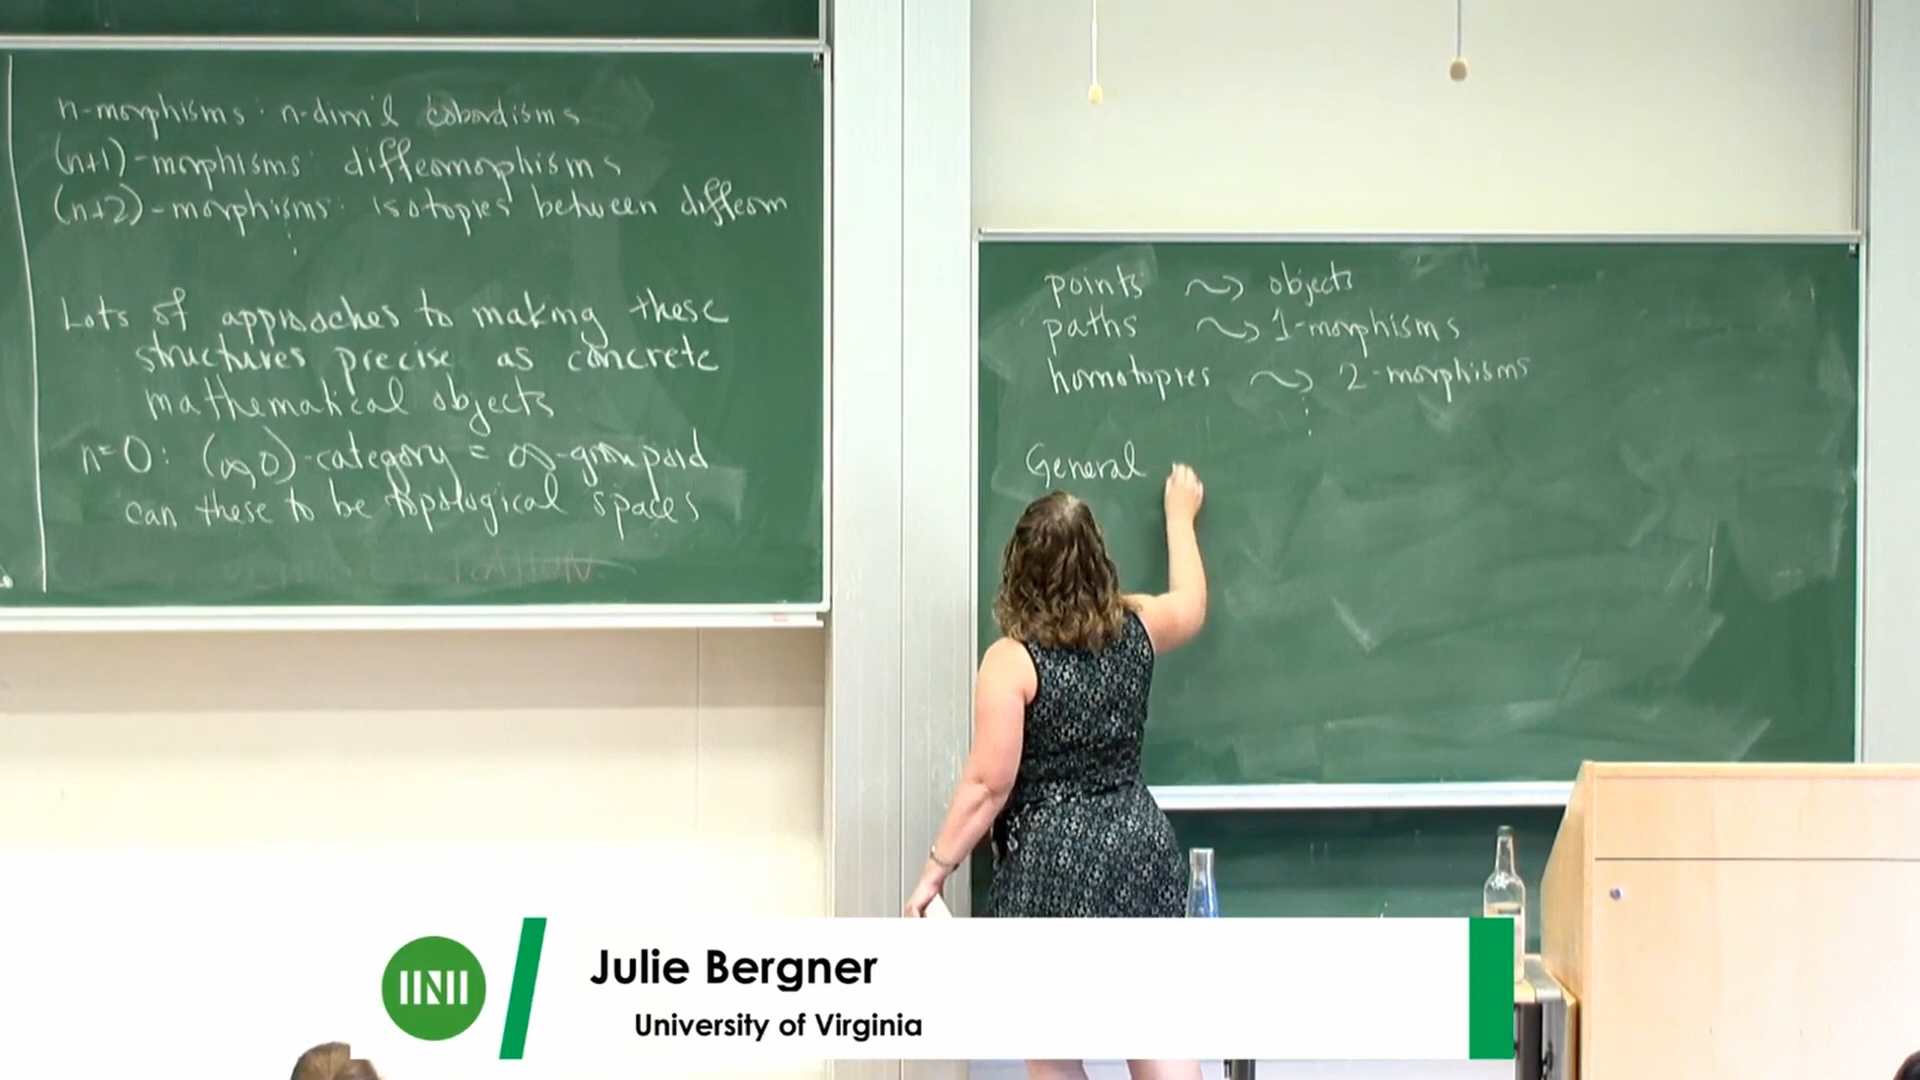 n-morphisms: n-dim'l cobordisms
(n+1)-morphisms: diffeomorphisms
(n+2)-morphisms: isotopies between diffeom
⋮
Lots of approaches to making these
structures precise as concrete
mathematical objects
n=0: (∞,0)-category = ∞-groupoid
can these to be topological spaces
points ⇝ objects
paths ⇝ 1-morphisms
homotopies ⇝ 2-morphisms
⋮
General
Julie Bergner
University of Virginia